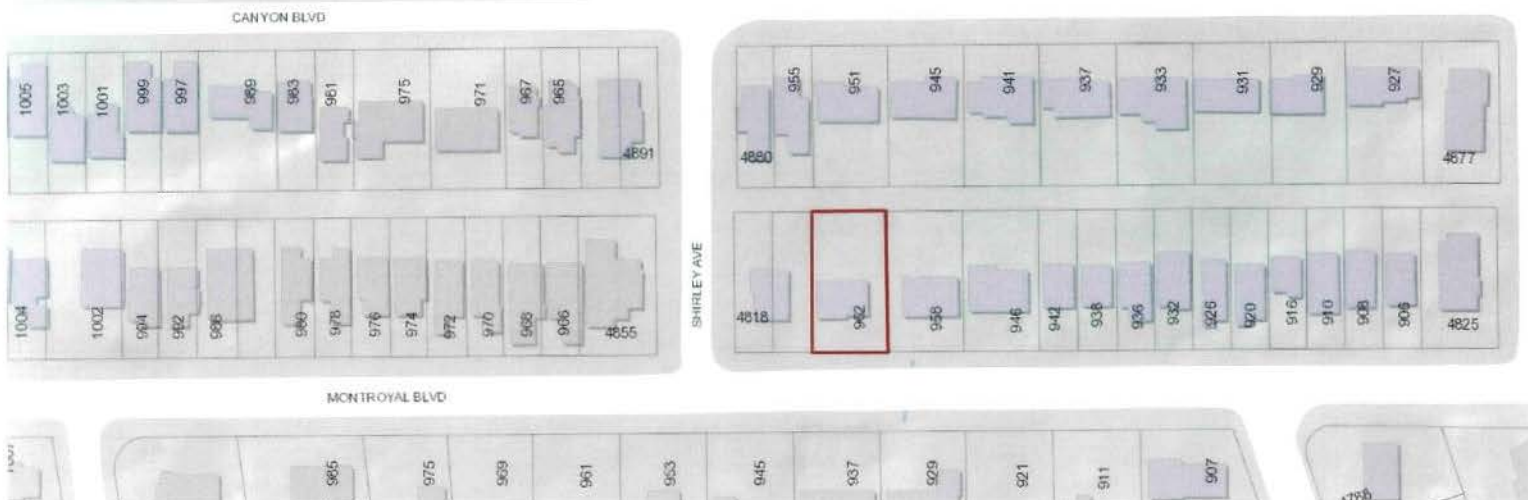 CANYON BLVD
1005 1003 1001 999 997 989 983 981 975 971 967 965 4891
4880 955 951 945 941 937 933 931 929 927 4877
SHIRLEY AVE
1004 1002 994 992 986 980 978 976 974 972 970 968 966 4855
4818 962 958 946 942 938 936 932 926 920 916 910 908 906 4825
MONTROYAL BLVD
985 975 969 961 953 945 937 929 921 911 907